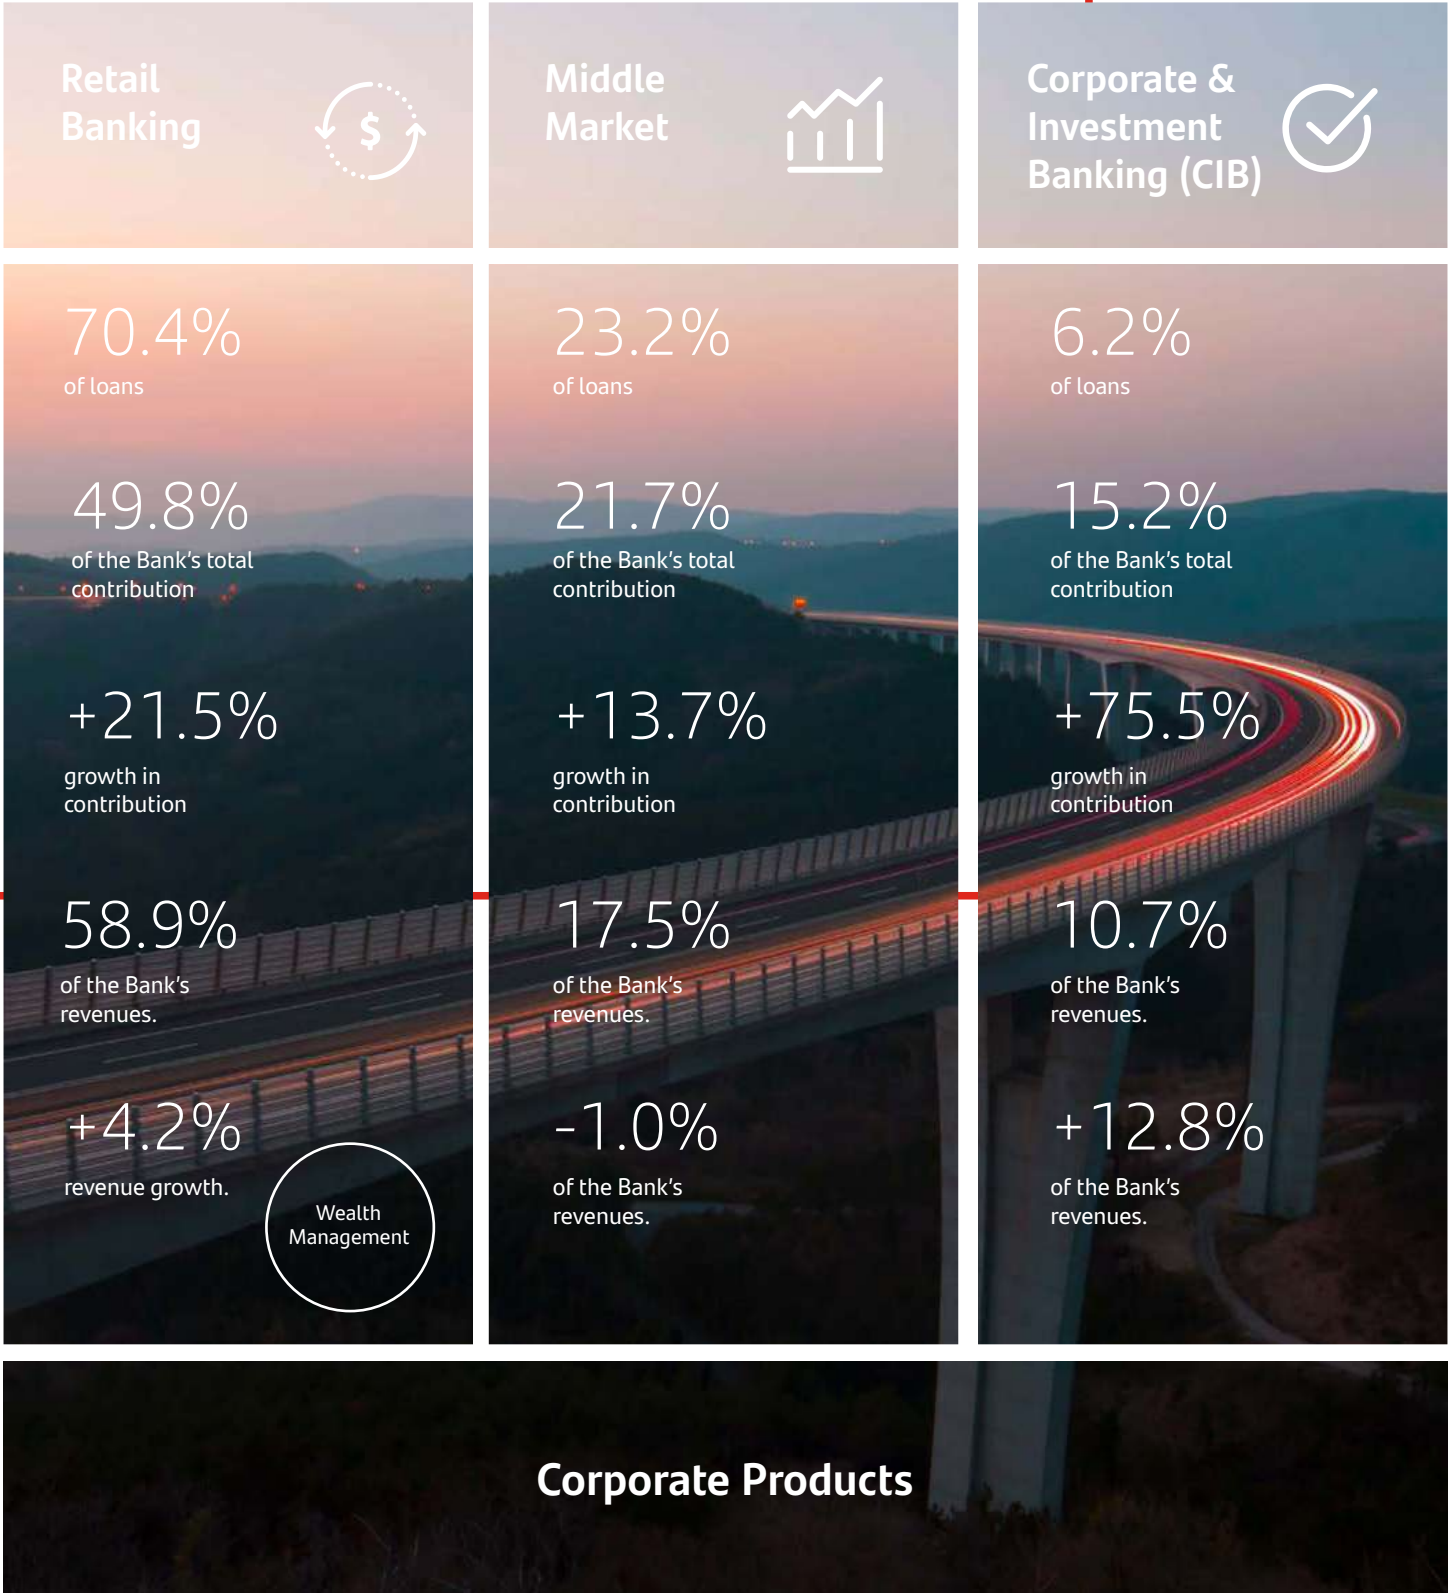 Retail
Banking
$
Middle
Market
Corporate &
Investment
Banking (CIB)
70.4%
of loans
49.8%
of the Bank's total
contribution
+21.5%
growth in
contribution
58.9%
of the Bank's
revenues.
+4.2%
revenue growth.
Wealth
Management
23.2%
of loans
21.7%
of the Bank's total
contribution
+13.7%
growth in
contribution
17.5%
of the Bank's
revenues.
-1.0%
of the Bank's
revenues.
6.2%
of loans
15.2%
of the Bank's total
contribution
+75.5%
growth in
contribution
10.7%
of the Bank's
revenues.
+12.8%
of the Bank's
revenues.
Corporate Products